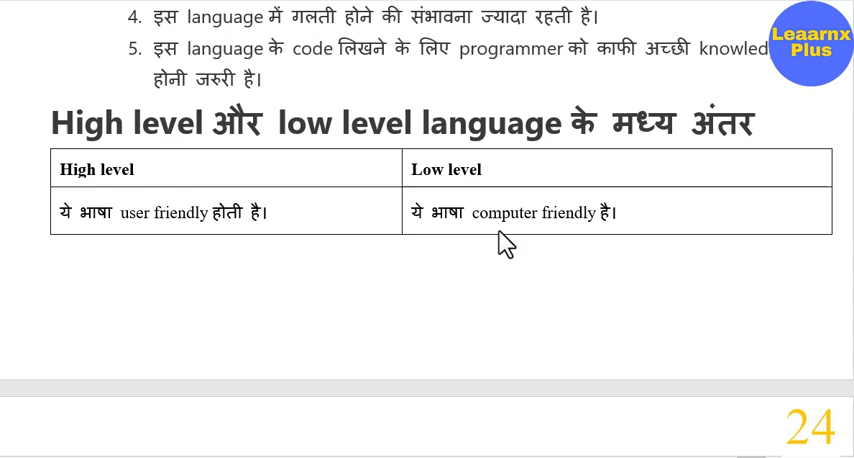 4. इस language में गलती होने की संभावना ज्यादा रहती है।
Leaarnx
Plus
5. इस language के code लिखने के लिए programmer को काफी अच्छी knowled
होनी जरुरी है।
High level और low level language के मध्य अंतर
High level Low level
ये भाषा user friendly होती है। ये भाषा computer friendly है।
24